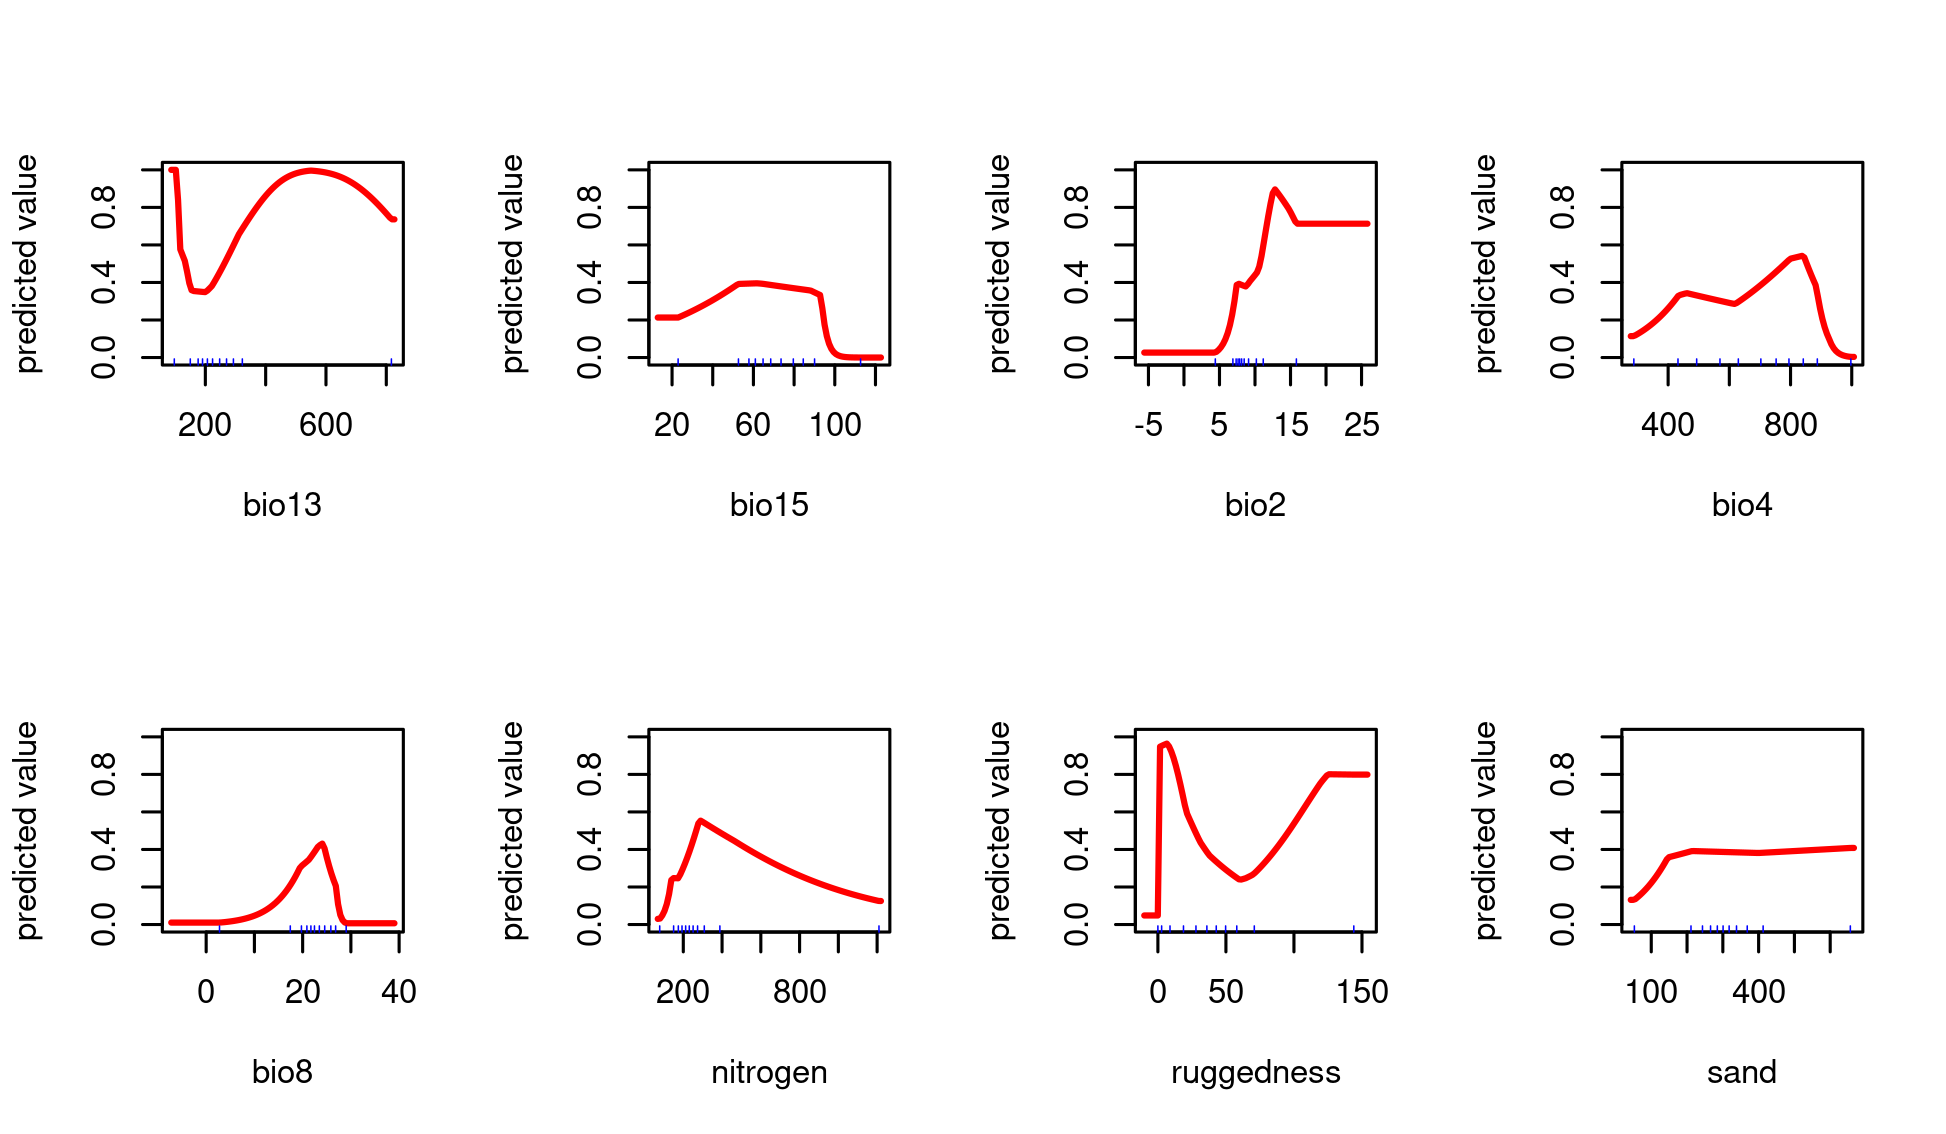 predicted value
0.0 0.4 0.8
200 600
bio13
predicted value
0.0 0.4 0.8
20 60 100
bio15
predicted value
0.0 0.4 0.8
-5 5 15 25
bio2
predicted value
0.0 0.4 0.8
400 800
bio4
predicted value
0.0 0.4 0.8
0 20 40
bio8
predicted value
0.0 0.4 0.8
200 800
nitrogen
predicted value
0.0 0.4 0.8
0 50 150
ruggedness
predicted value
0.0 0.4 0.8
100 400
sand